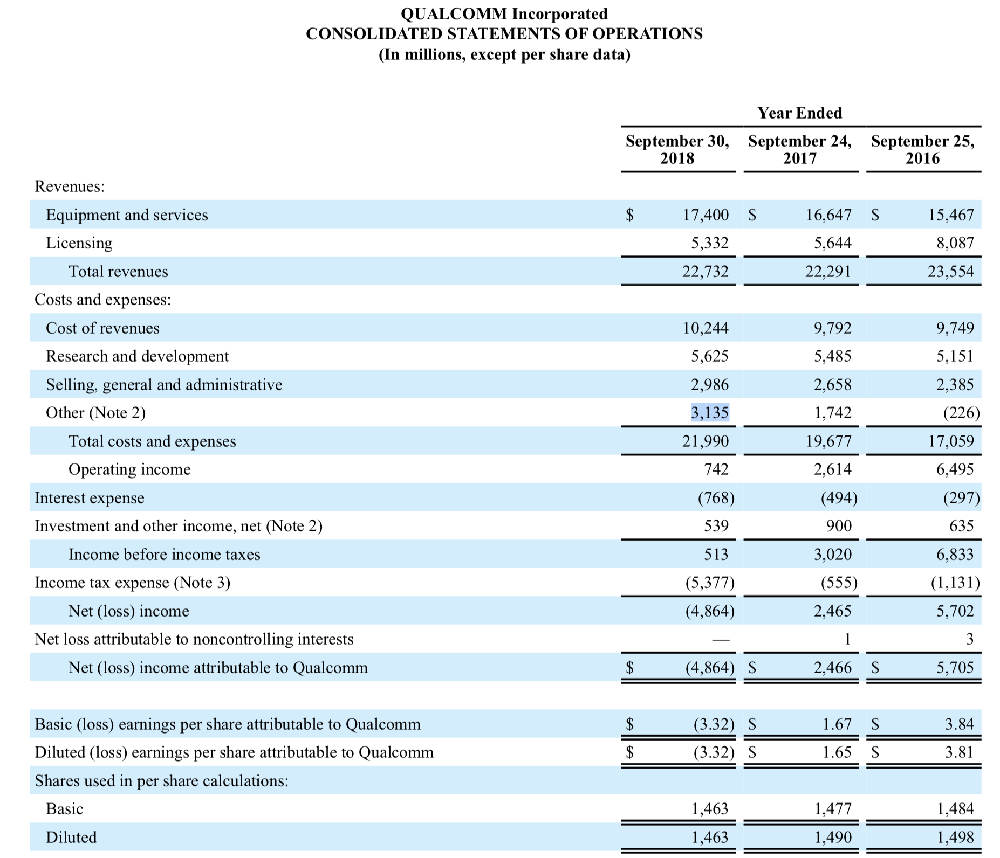 QUALCOMM Incorporated
CONSOLIDATED STATEMENTS OF OPERATIONS
(In millions, except per share data)
Year Ended
September 30, 2018 September 24, 2017 September 25, 2016
Revenues:
Equipment and services $ 17,400 $ 16,647 $ 15,467
Licensing 5,332 5,644 8,087
Total revenues 22,732 22,291 23,554
Costs and expenses:
Cost of revenues 10,244 9,792 9,749
Research and development 5,625 5,485 5,151
Selling, general and administrative 2,986 2,658 2,385
Other (Note 2) 3,135 1,742 (226)
Total costs and expenses 21,990 19,677 17,059
Operating income 742 2,614 6,495
Interest expense (768) (494) (297)
Investment and other income, net (Note 2) 539 900 635
Income before income taxes 513 3,020 6,833
Income tax expense (Note 3) (5,377) (555) (1,131)
Net (loss) income (4,864) 2,465 5,702
Net loss attributable to noncontrolling interests — 1 3
Net (loss) income attributable to Qualcomm $ (4,864) $ 2,466 $ 5,705
Basic (loss) earnings per share attributable to Qualcomm $ (3.32) $ 1.67 $ 3.84
Diluted (loss) earnings per share attributable to Qualcomm $ (3.32) $ 1.65 $ 3.81
Shares used in per share calculations:
Basic 1,463 1,477 1,484
Diluted 1,463 1,490 1,498